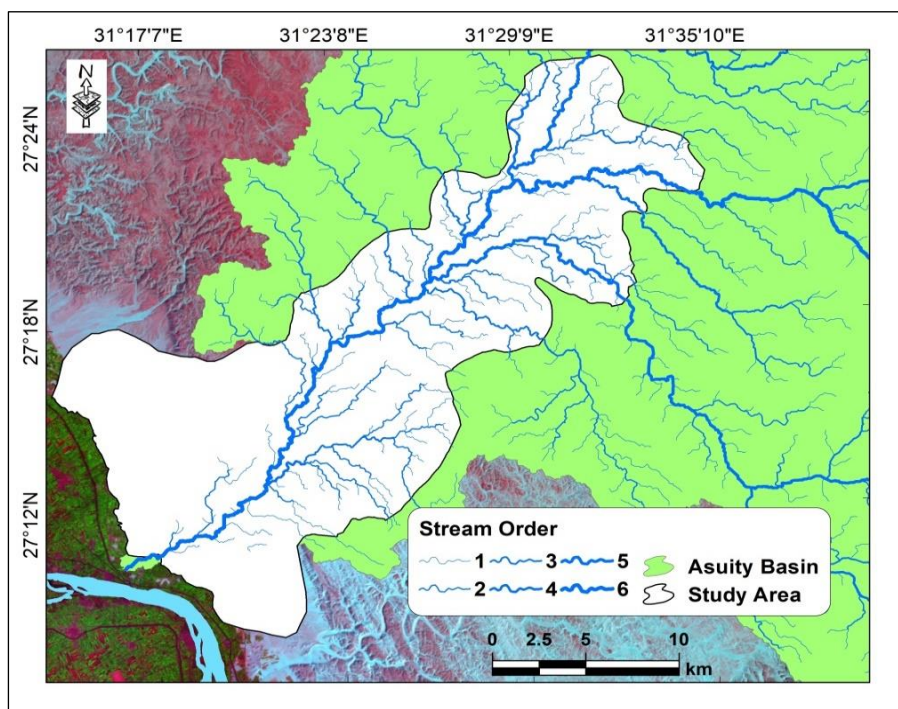 31°17'7"E 31°23'8"E 31°29'9"E 31°35'10"E
N
27°24'N
27°18'N
27°12'N
Stream Order
1 3 5
2 4 6
Asuity Basin
Study Area
0 2.5 5 10
km